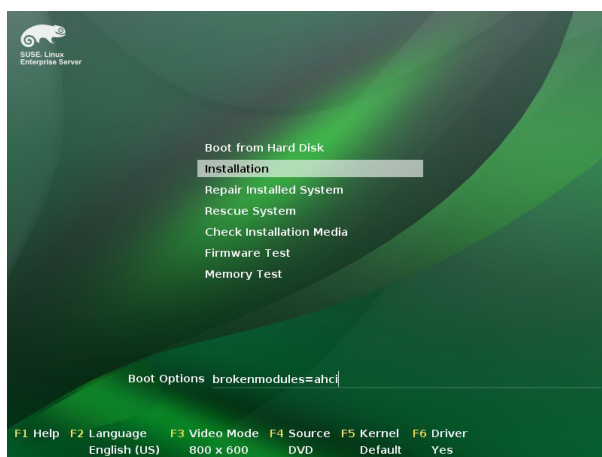 SUSE. Linux
Enterprise Server
Boot from Hard Disk
Installation
Repair Installed System
Rescue System
Check Installation Media
Firmware Test
Memory Test
Boot Options brokenmodules=ahci
F1 Help F2 Language F3 Video Mode F4 Source F5 Kernel F6 Driver
English (US) 800 x 600 DVD Default Yes